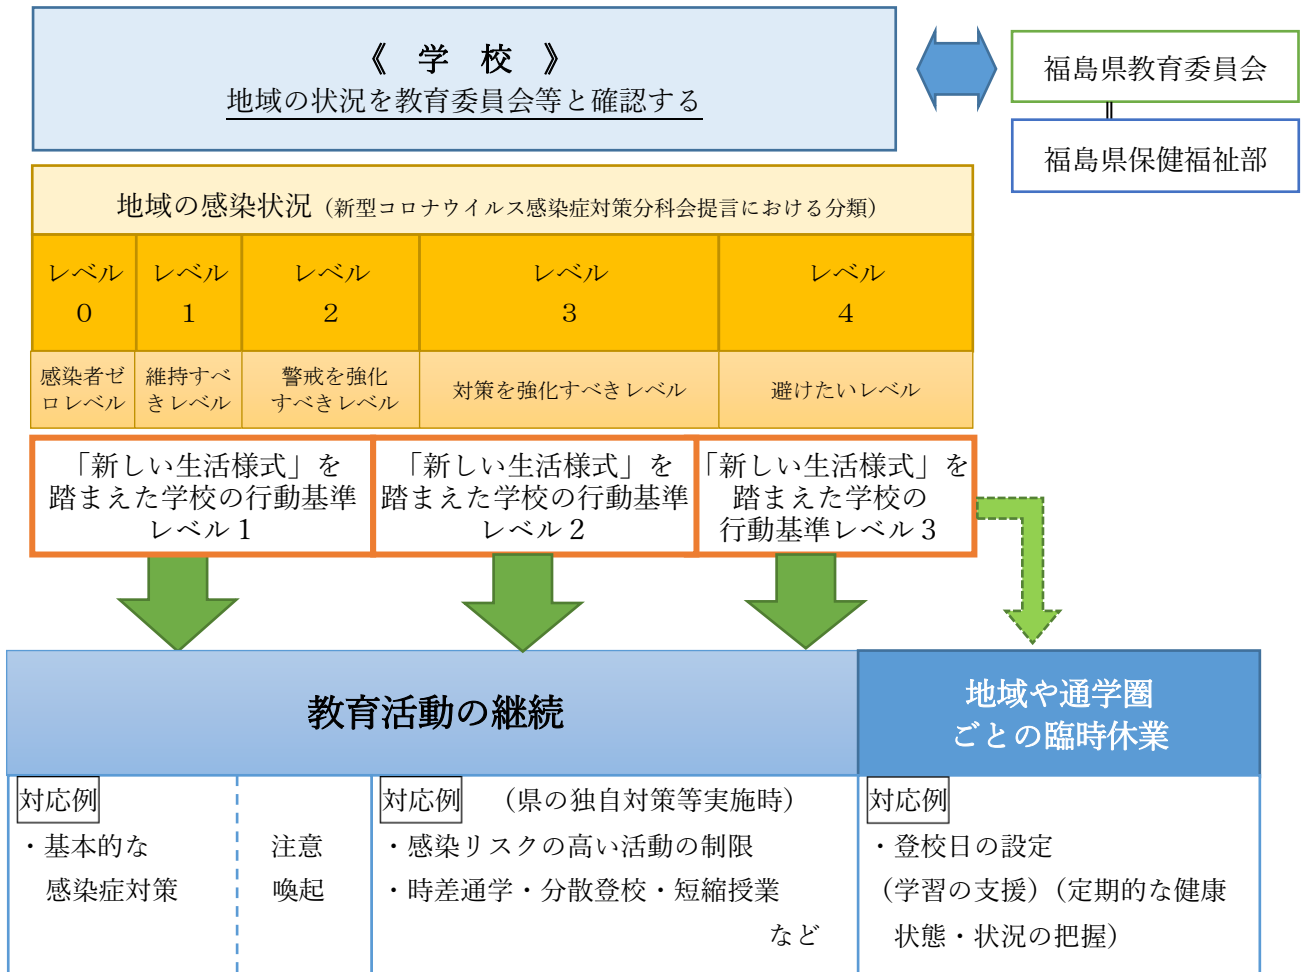 《 学 校 》
地域の状況を教育委員会等と確認する
福島県教育委員会
福島県保健福祉部
地域の感染状況（新型コロナウイルス感染症対策分科会提言における分類）
レベル
０
レベル
１
レベル
２
レベル
３
レベル
４
感染者ゼ
ロレベル
維持すべ
きレベル
警戒を強化
すべきレベル
対策を強化すべきレベル
避けたいレベル
「新しい生活様式」を
踏まえた学校の行動基準
レベル１
「新しい生活様式」を
踏まえた学校の行動基準
レベル２
「新しい生活様式」を
踏まえた学校の
行動基準レベル３
教育活動の継続
地域や通学圏
ごとの臨時休業
対応例
・基本的な
感染症対策
注意
喚起
対応例 （県の独自対策等実施時）
・感染リスクの高い活動の制限
・時差通学・分散登校・短縮授業
など
対応例
・登校日の設定
（学習の支援）（定期的な健康
状態・状況の把握）